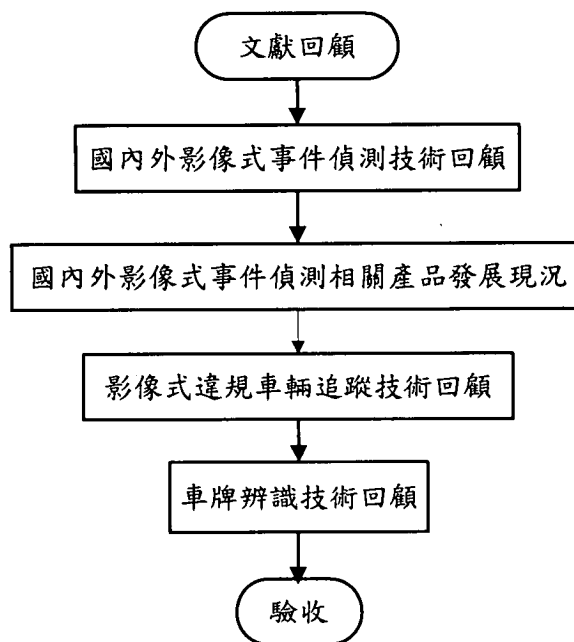 文獻回顧
國內外影像式事件偵測技術回顧
國內外影像式事件偵測相關產品發展現況
影像式違規車輛追蹤技術回顧
車牌辨識技術回顧
驗收